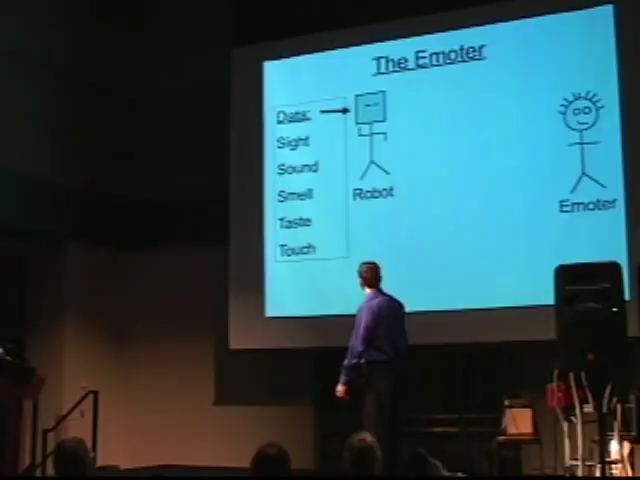 The Emoter
Data:
Sight
Sound
Smell
Taste
Touch
Robot
Emoter